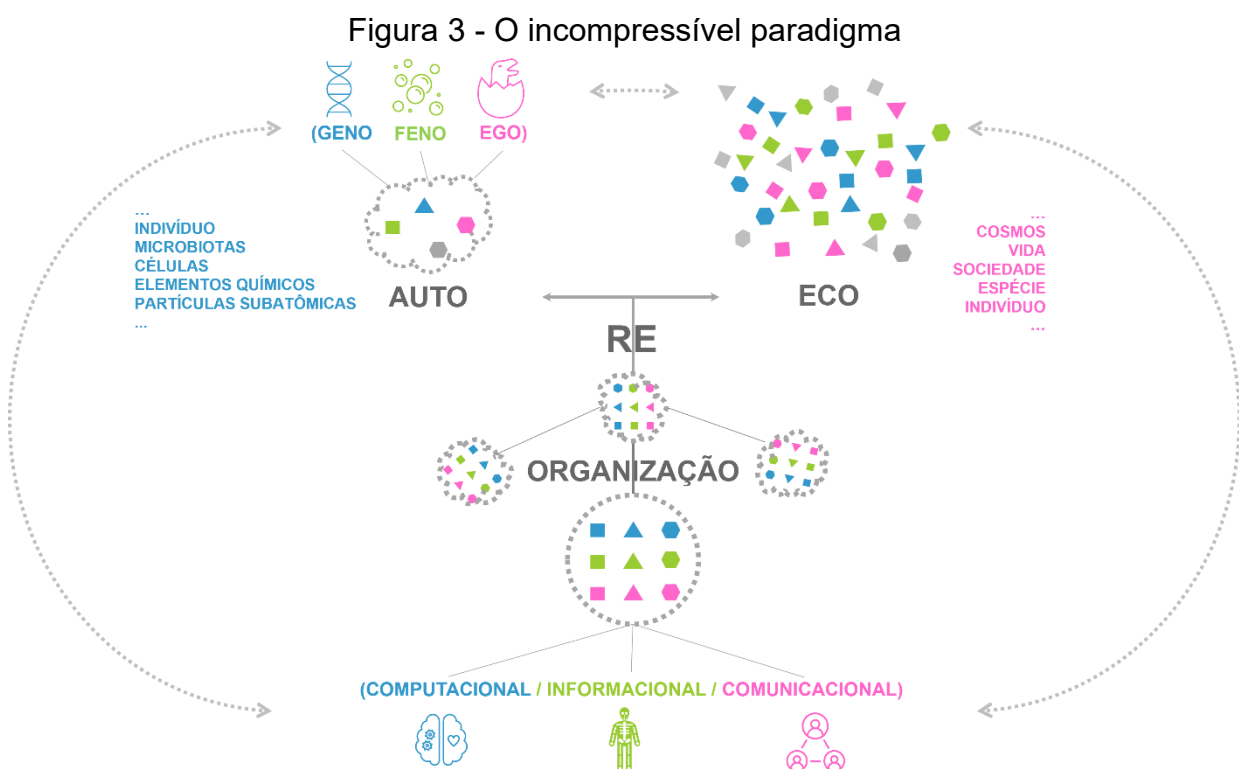 Figura 3 - O incompressível paradigma
(GENO FENO EGO)
...
INDIVÍDUO
MICROBIOTAS
CÉLULAS
ELEMENTOS QUÍMICOS
PARTÍCULAS SUBATÔMICAS
...
AUTO
ECO
...
COSMOS
VIDA
SOCIEDADE
ESPÉCIE
INDIVÍDUO
...
RE
ORGANIZAÇÃO
(COMPUTACIONAL / INFORMACIONAL / COMUNICACIONAL)